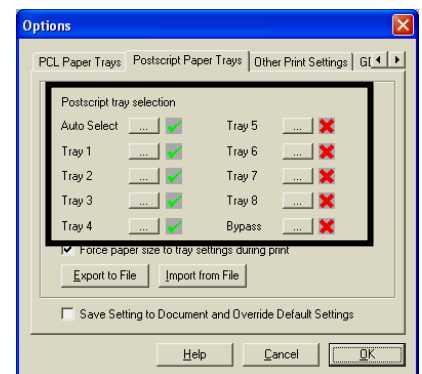 Options
PCL Paper Trays Postscript Paper Trays Other Print Settings
Postscript tray selection
Auto Select ... Tray 5 ...
Tray 1 ... Tray 6 ...
Tray 2 ... Tray 7 ...
Tray 3 ... Tray 8 ...
Tray 4 ... Bypass ...
Force paper size to tray settings during print
Export to File Import from File
Save Setting to Document and Override Default Settings
Help Cancel OK